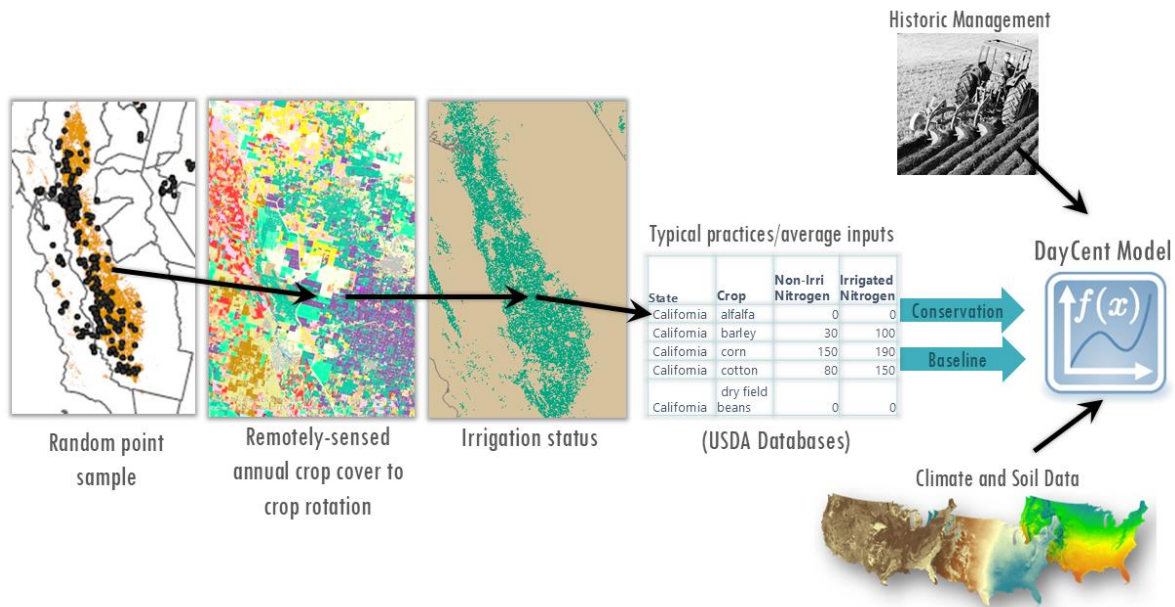 Historic Management
Typical practices/average inputs
State Crop Non-Irri Nitrogen Irrigated Nitrogen
California alfalfa 0 0
California barley 30 100
California corn 150 190
California cotton 80 150
California dry field beans 0 0
(USDA Databases)
Conservation
Baseline
DayCent Model
f(x)
Random point
sample
Remotely-sensed
annual crop cover to
crop rotation
Irrigation status
Climate and Soil Data